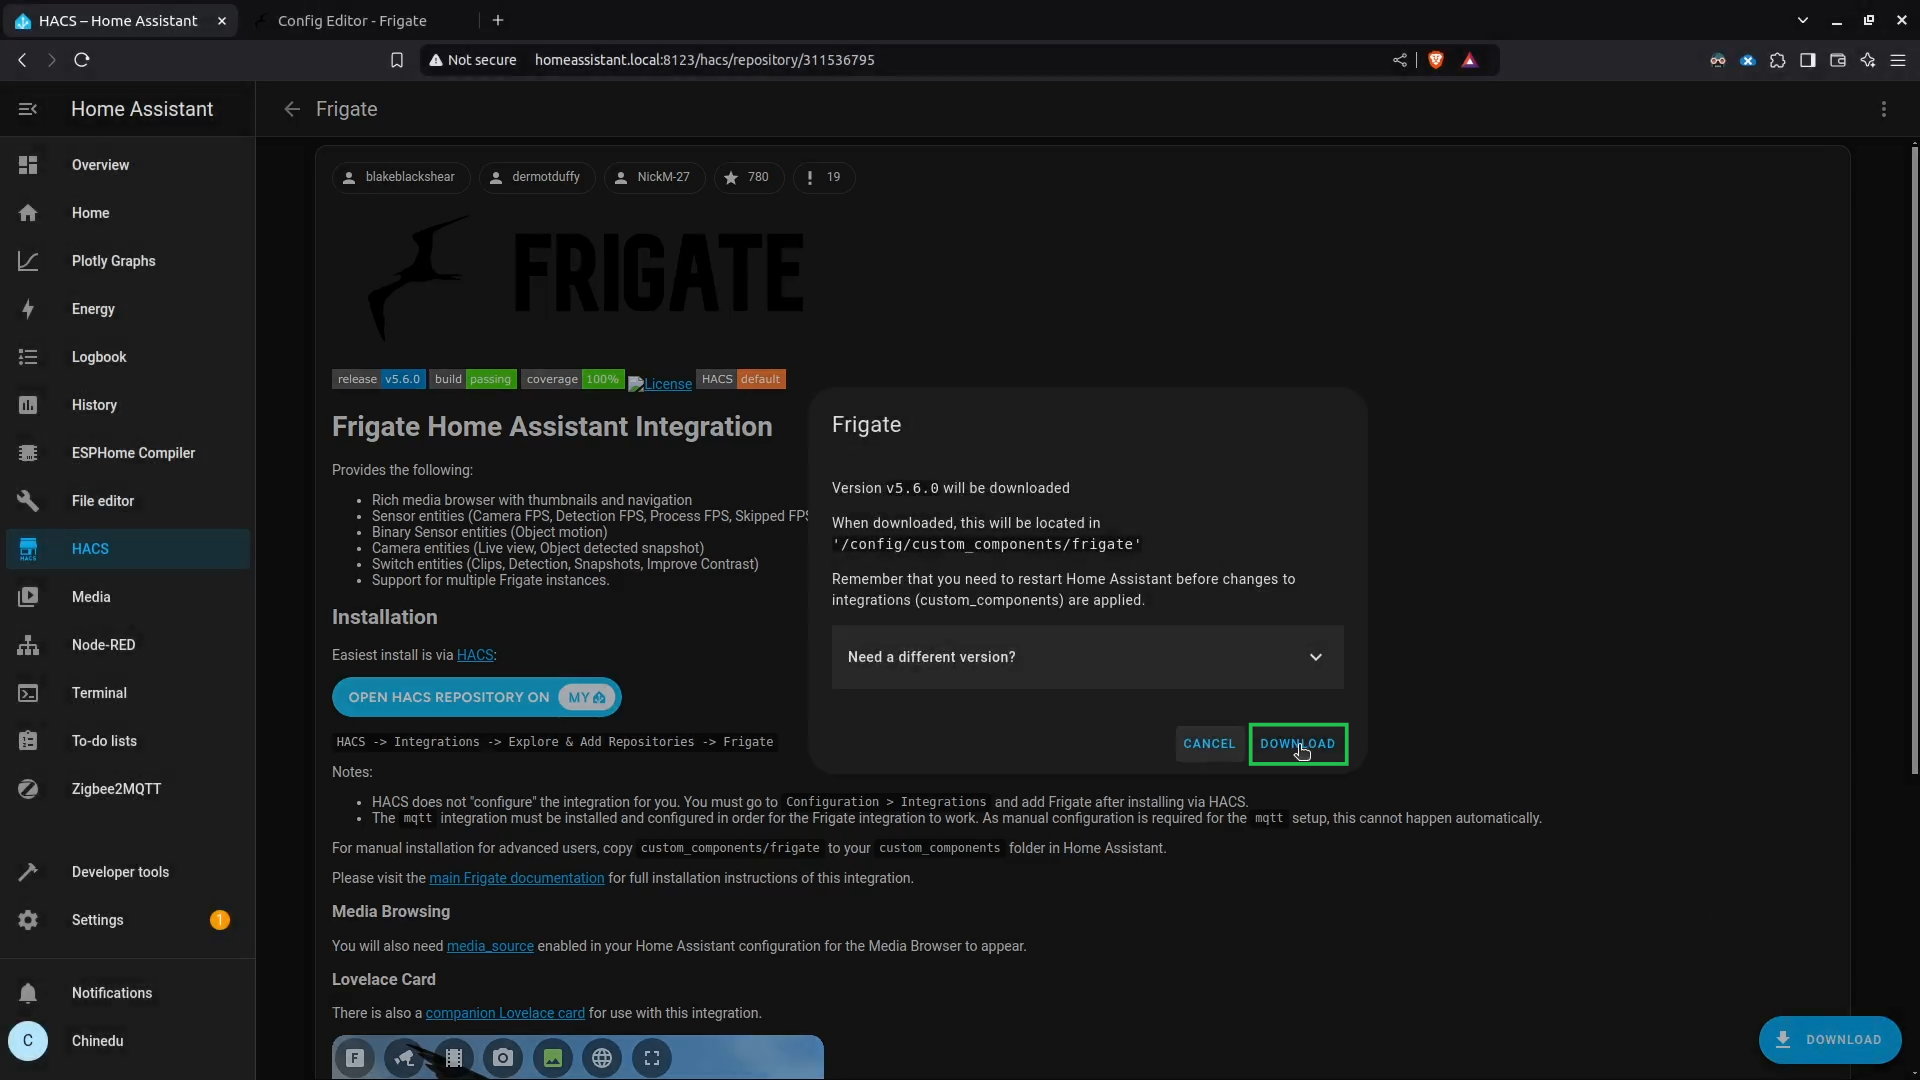 HACS – Home Assistant
Config Editor - Frigate
Not secure
homeassistant.local:8123/hacs/repository/311536795
Home Assistant
Frigate
Overview
Home
Plotly Graphs
Energy
Logbook
History
ESPHome Compiler
File editor
HACS
Media
Node-RED
Terminal
To-do lists
Zigbee2MQTT
Developer tools
Settings
1
Notifications
C
Chinedu
blakeblackshear
dermotduffy
NickM-27
780
19
FRIGATE
release v5.6.0
build passing
coverage 100%
License
HACS default
Frigate Home Assistant Integration
Provides the following:
• Rich media browser with thumbnails and navigation
• Sensor entities (Camera FPS, Detection FPS, Process FPS, Skipped FPS
• Binary Sensor entities (Object motion)
• Camera entities (Live view, Object detected snapshot)
• Switch entities (Clips, Detection, Snapshots, Improve Contrast)
• Support for multiple Frigate instances.
Installation
Easiest install is via HACS:
OPEN HACS REPOSITORY ON MY
HACS -> Integrations -> Explore & Add Repositories -> Frigate
Notes:
• HACS does not "configure" the integration for you. You must go to Configuration > Integrations and add Frigate after installing via HACS.
• The mqtt integration must be installed and configured in order for the Frigate integration to work. As manual configuration is required for the mqtt setup, this cannot happen automatically.
For manual installation for advanced users, copy custom_components/frigate to your custom_components folder in Home Assistant.
Please visit the main Frigate documentation for full installation instructions of this integration.
Media Browsing
You will also need media_source enabled in your Home Assistant configuration for the Media Browser to appear.
Lovelace Card
There is also a companion Lovelace card for use with this integration.
F
Frigate
Version v5.6.0 will be downloaded
When downloaded, this will be located in
'/config/custom_components/frigate'
Remember that you need to restart Home Assistant before changes to
integrations (custom_components) are applied.
Need a different version?
CANCEL
DOWNLOAD
DOWNLOAD